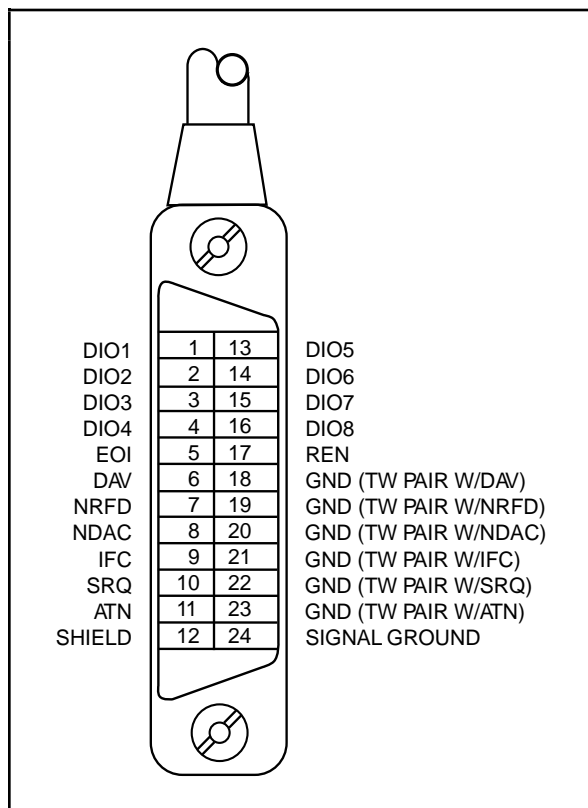 DIO1 1 13 DIO5
DIO2 2 14 DIO6
DIO3 3 15 DIO7
DIO4 4 16 DIO8
EOI 5 17 REN
DAV 6 18 GND (TW PAIR W/DAV)
NRFD 7 19 GND (TW PAIR W/NRFD)
NDAC 8 20 GND (TW PAIR W/NDAC)
IFC 9 21 GND (TW PAIR W/IFC)
SRQ 10 22 GND (TW PAIR W/SRQ)
ATN 11 23 GND (TW PAIR W/ATN)
SHIELD 12 24 SIGNAL GROUND